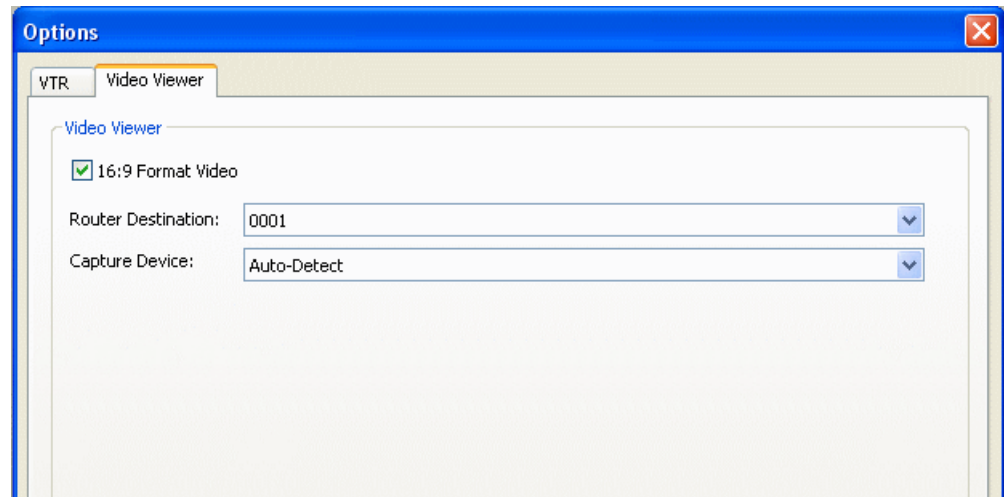 Options
VTR
Video Viewer
Video Viewer
16:9 Format Video
Router Destination:
0001
Capture Device:
Auto-Detect